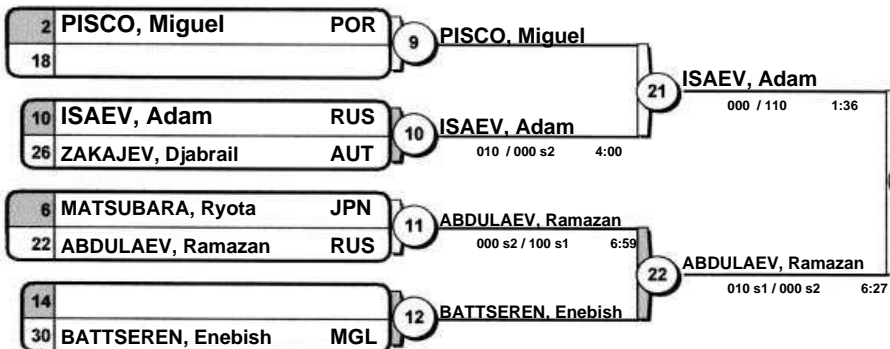 2 PISCO, Miguel POR
18
9 PISCO, Miguel
10 ISAEV, Adam RUS
26 ZAKAJEV, Djabrail AUT
10 ISAEV, Adam
010 / 000 s2 4:00
21 ISAEV, Adam
000 / 110 1:36
6 MATSUBARA, Ryota JPN
22 ABDULAEV, Ramazan RUS
11 ABDULAEV, Ramazan
000 s2 / 100 s1 6:59
14
30 BATTSEREN, Enebish MGL
12 BATTSEREN, Enebish
22 ABDULAEV, Ramazan
010 s1 / 000 s2 6:27